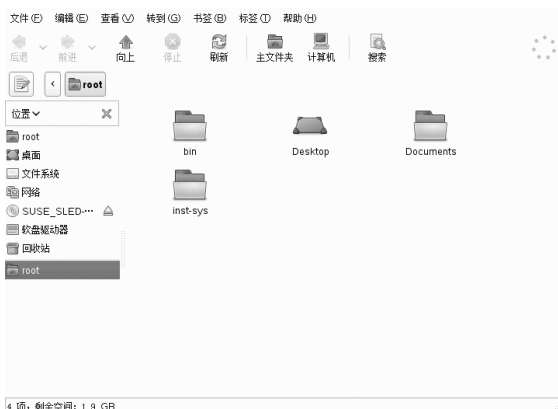 文件(F) 编辑(E) 查看(V) 转到(G) 书签(B) 标签(T) 帮助(H)
后退 前进 向上 停止 刷新 主文件夹 计算机 搜索
root
位置
root
桌面
文件系统
网络
SUSE_SLED-…
软盘驱动器
回收站
root
bin Desktop Documents
inst-sys
4 项，剩余空间：1.9 GB